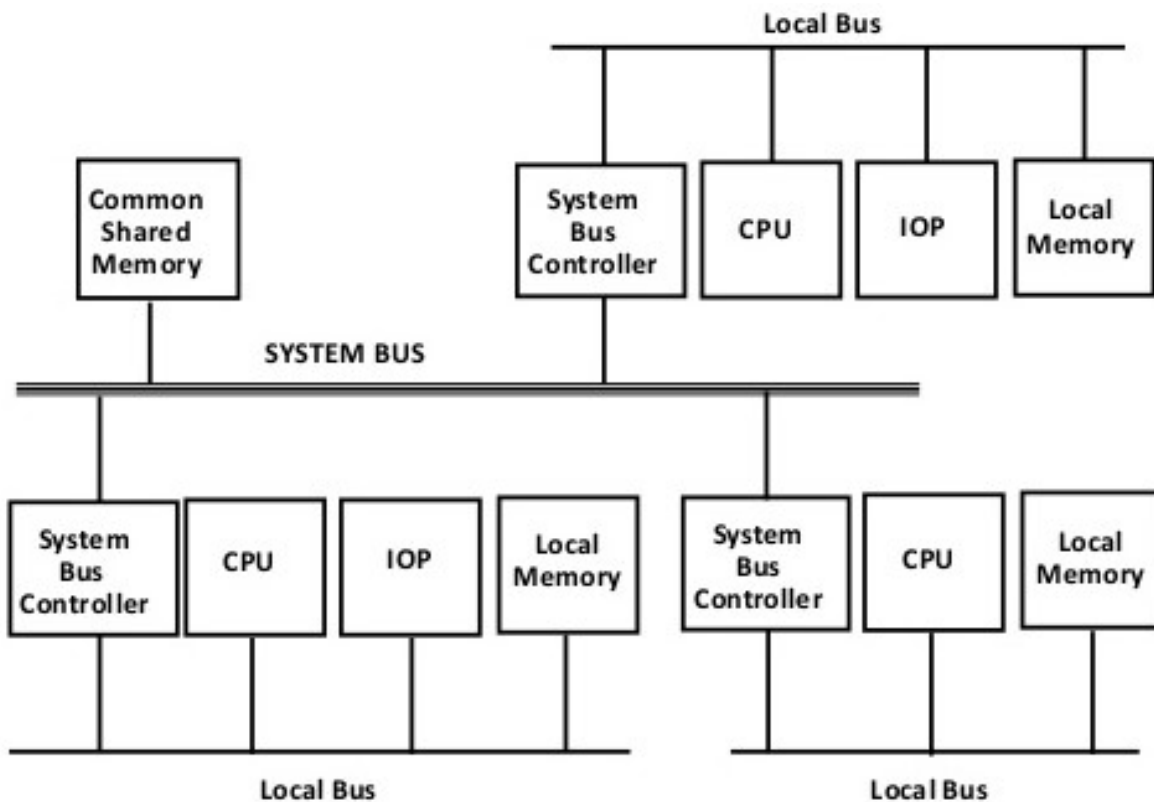 Local Bus
Common
Shared
Memory
System
Bus
Controller
CPU
IOP
Local
Memory
SYSTEM BUS
System
Bus
Controller
CPU
IOP
Local
Memory
System
Bus
Controller
CPU
Local
Memory
Local Bus
Local Bus